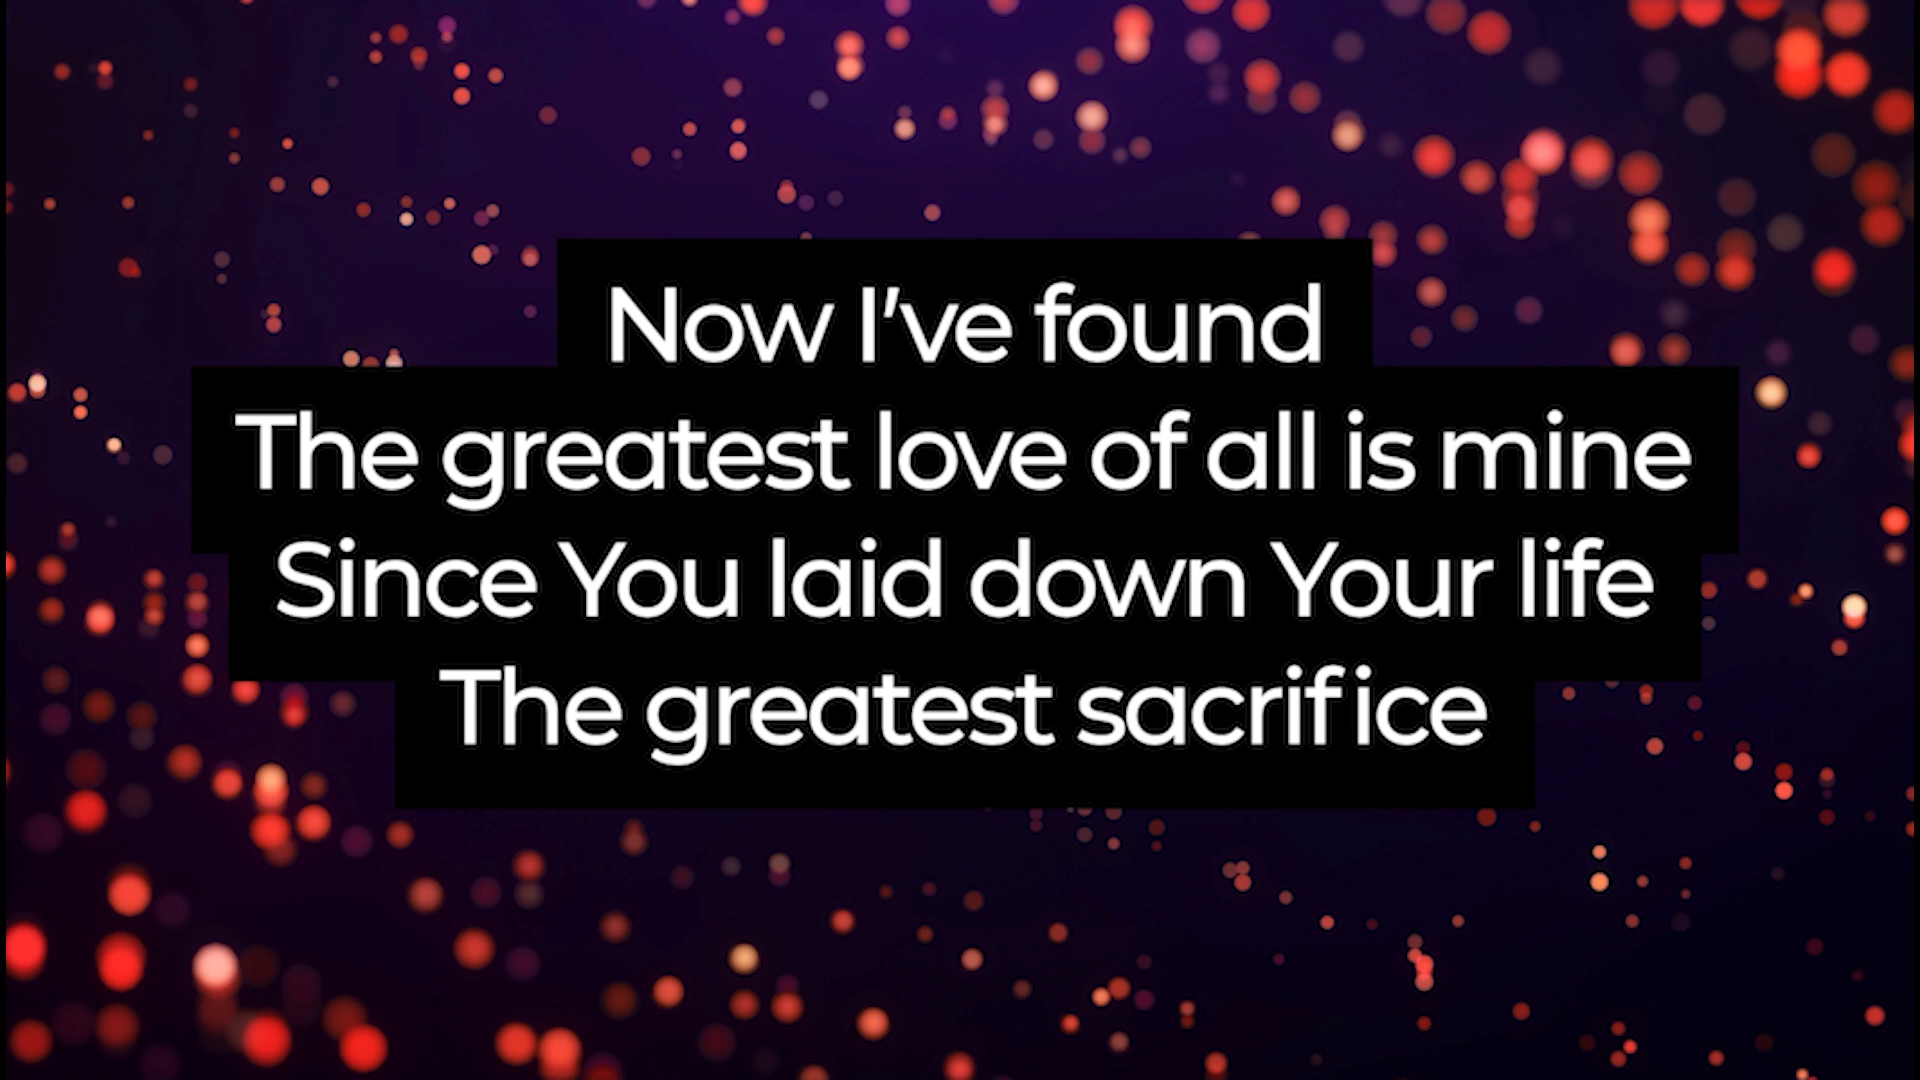 Now I've found
The greatest love of all is mine
Since You laid down Your life
The greatest sacrifice